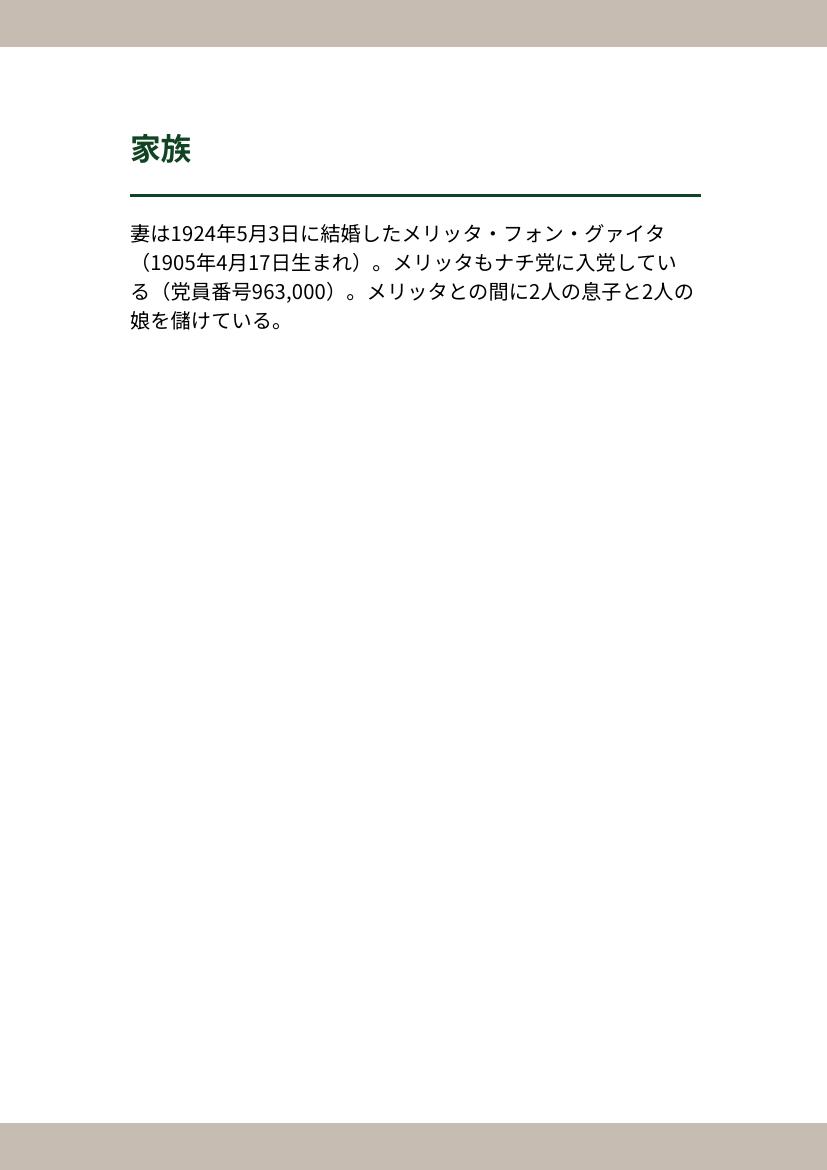 家族
妻は1924年5月3日に結婚したメリッタ・フォン・グァイタ
（1905年4月17日生まれ）。メリッタもナチ党に入党してい
る（党員番号963,000）。メリッタとの間に2人の息子と2人の
娘を儲けている。